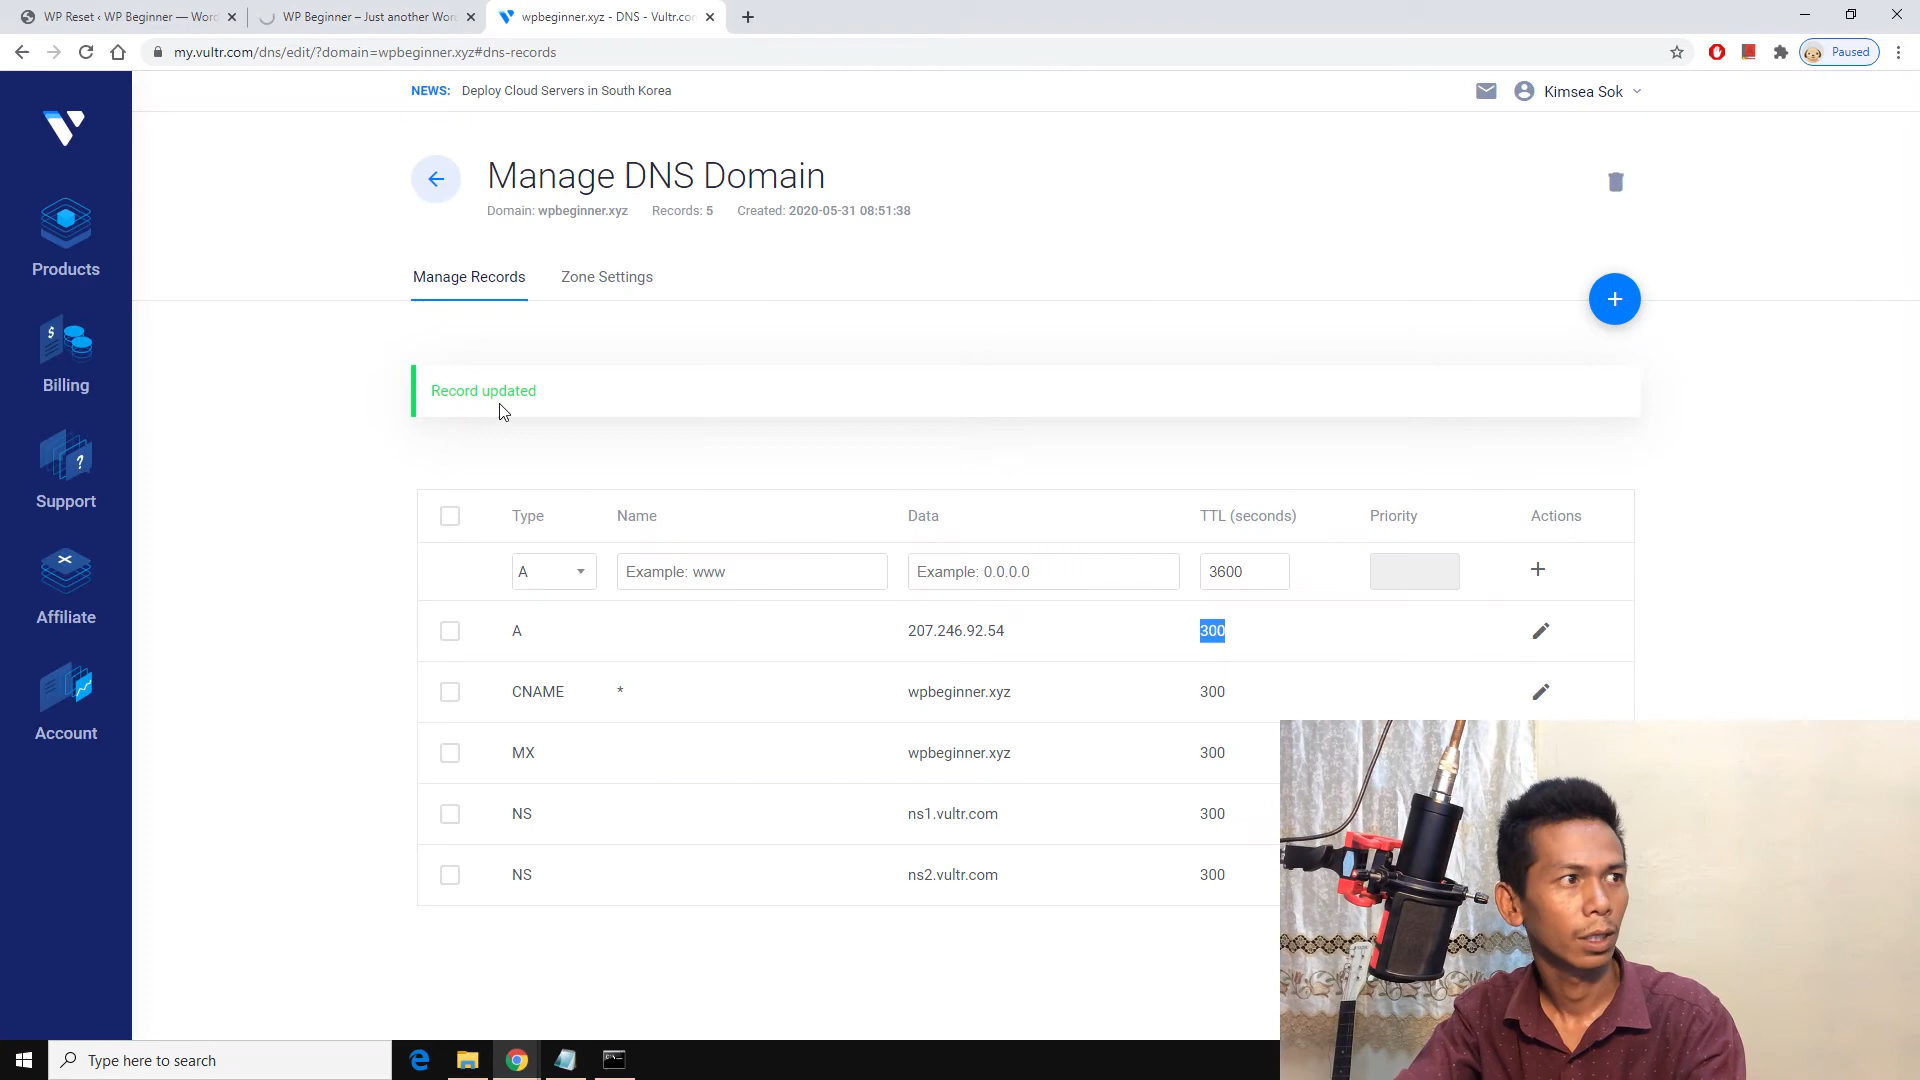 WP Reset ‹ WP Beginner — Wor
WP Beginner – Just another Wor
wpbeginner.xyz - DNS - Vultr.co
my.vultr.com/dns/edit/?domain=wpbeginner.xyz#dns-records
Paused
NEWS: Deploy Cloud Servers in South Korea
Kimsea Sok
Manage DNS Domain
Domain: wpbeginner.xyz Records: 5 Created: 2020-05-31 08:51:38
Products
Billing
Support
Affiliate
Account
Manage Records Zone Settings
Record updated
Type Name Data TTL (seconds) Priority Actions
A Example: www Example: 0.0.0.0 3600
A 207.246.92.54 300
CNAME * wpbeginner.xyz 300
MX wpbeginner.xyz 300
NS ns1.vultr.com 300
NS ns2.vultr.com 300
Type here to search